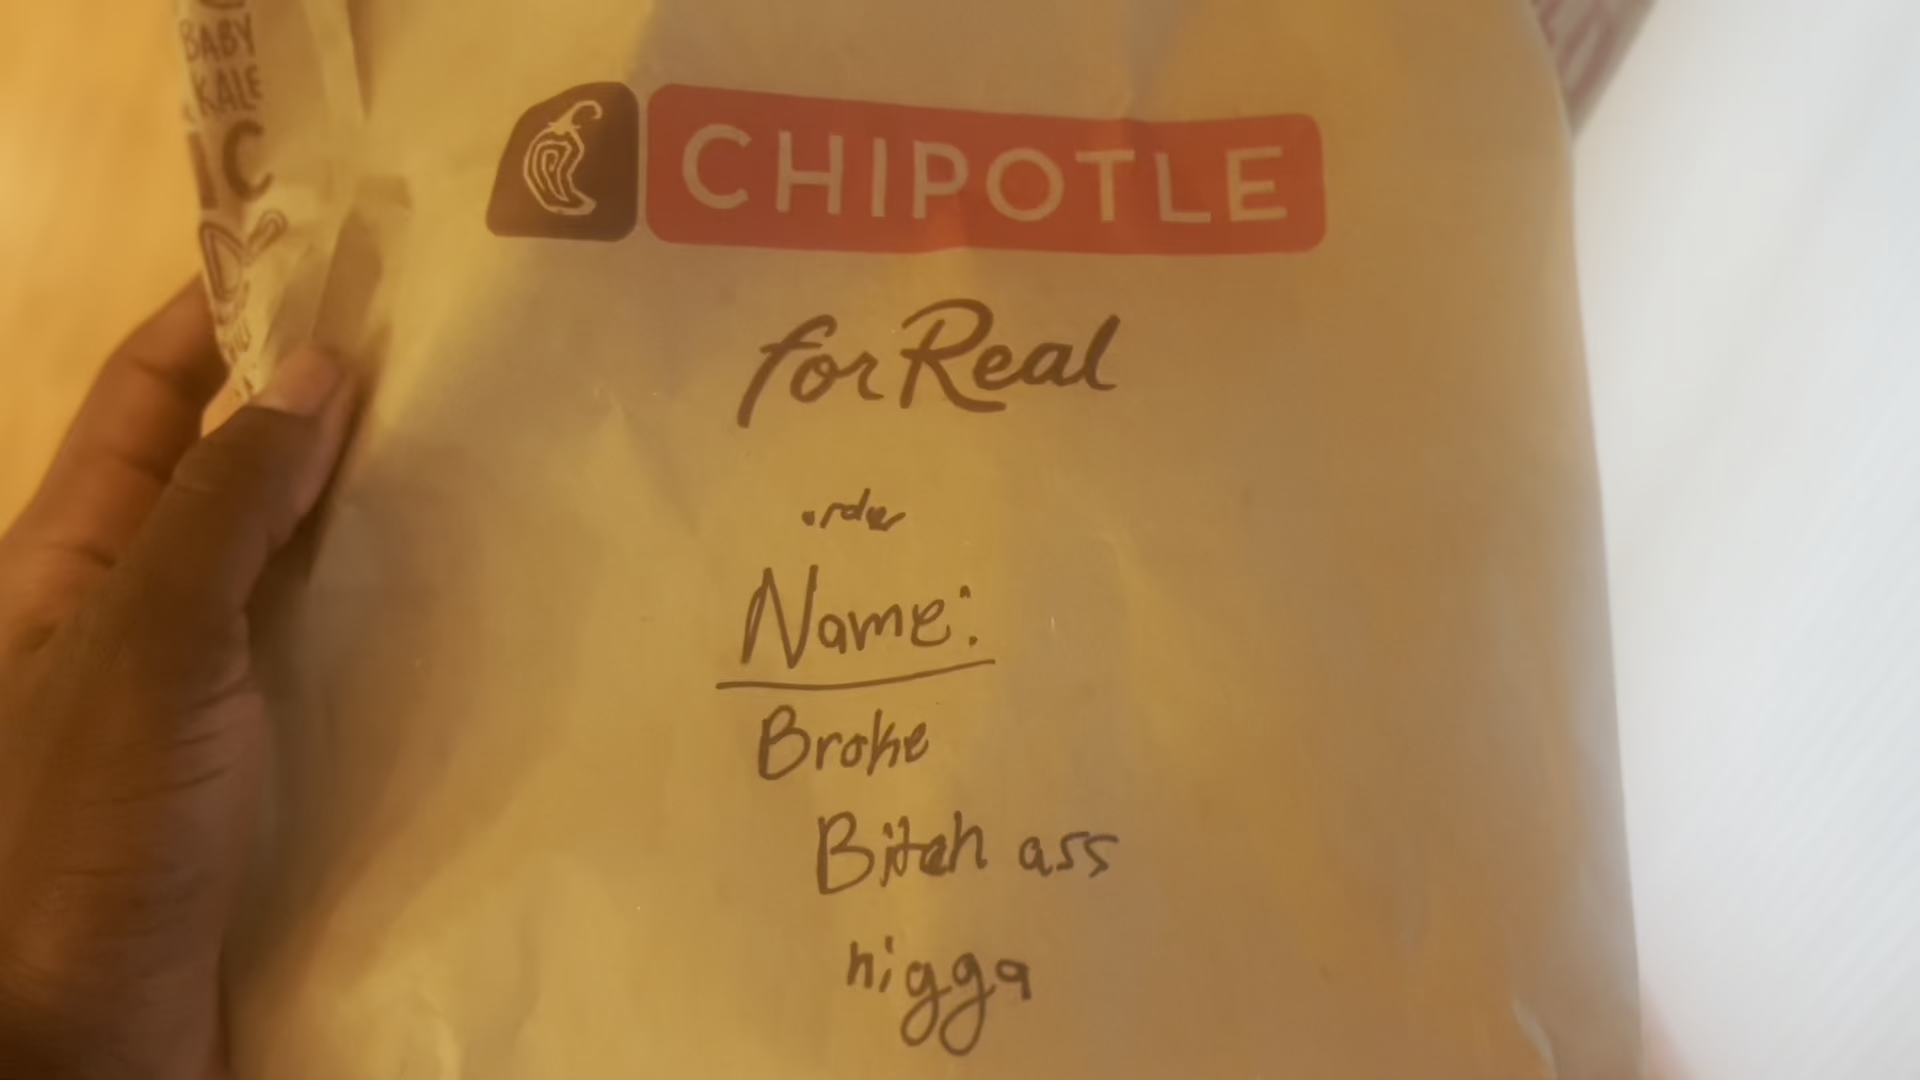 BABY
KALE
CHIPOTLE
for Real
order
Name:
Broke
Bitch ass
nigga